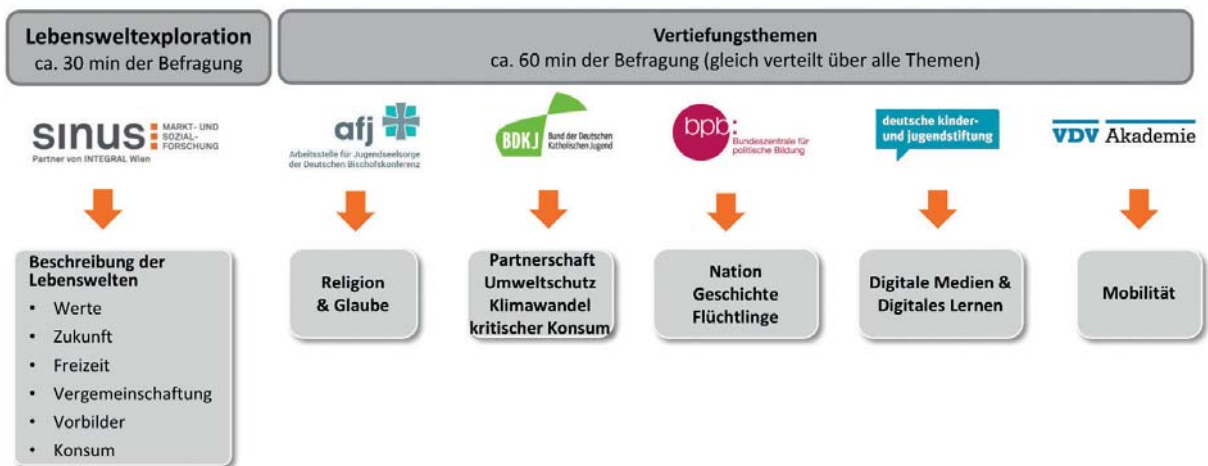 Lebensweltexploration
ca. 30 min der Befragung
Vertiefungsthemen
ca. 60 min der Befragung (gleich verteilt über alle Themen)
sinus:
MARKT- UND
SOZIAL-
FORSCHUNG
Partner von INTEGRAL Wien
afj
Arbeitsstelle für Jugendseelsorge
der Deutschen Bischofskonferenz
BDKJ
Bund der Deutschen
Katholischen Jugend
bpb:
Bundeszentrale für
politische Bildung
deutsche kinder-
und jugendstiftung
VDV Akademie
Beschreibung der
Lebenswelten
• Werte
• Zukunft
• Freizeit
• Vergemeinschaftung
• Vorbilder
• Konsum
Religion
& Glaube
Partnerschaft
Umweltschutz
Klimawandel
kritischer Konsum
Nation
Geschichte
Flüchtlinge
Digitale Medien &
Digitales Lernen
Mobilität